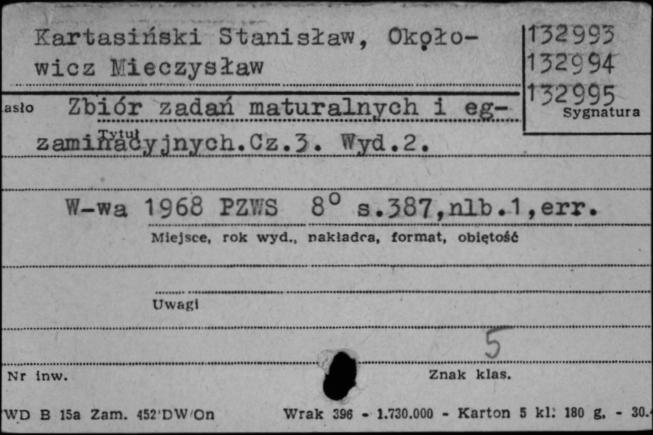 Kartasiński Stanisław, Około-
wicz Mieczysław
132993
132994
132995
Sygnatura
asło Zbiór zadań maturalnych i eg-
Tytuł
zaminacyjnych.Cz.3. Wyd.2.
W-wa 1968 PZWS 8° s.387,nlb.1,err.
Miejsce, rok wyd., nakładca, format, objętość
Uwagi
5
Nr inw.
Znak klas.
WD B 15a Zam. 452 DW/On Wrak 396 - 1.730.000 - Karton 5 kl. 180 g. - 30.